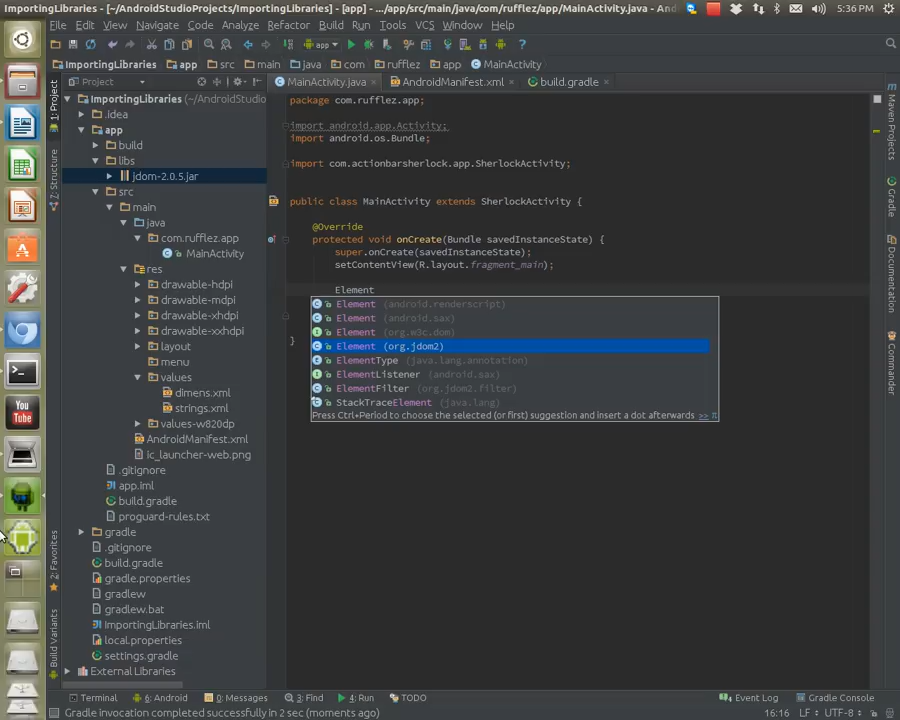 ImportingLibraries (~/AndroidStudioProjects/ImportingLibraries) - [app] - .../app/src/main/java/com/rufflez/app/MainActivity.java - And
5:36 PM
File Edit View Navigate Code Analyze Refactor Build Run Tools VCS Window Help
app
ImportingLibraries app src main java com rufflez app MainActivity
Project
MainActivity.java × AndroidManifest.xml × build.gradle ×
1: Project
Structure
2: Favorites
Build Variants
ImportingLibraries (~/AndroidStudio
.idea
app
build
libs
jdom-2.0.5.jar
src
main
java
com.rufflez.app
MainActivity
res
drawable-hdpi
drawable-mdpi
drawable-xhdpi
drawable-xxhdpi
layout
menu
values
dimens.xml
strings.xml
values-w820dp
AndroidManifest.xml
ic_launcher-web.png
.gitignore
app.iml
build.gradle
proguard-rules.txt
gradle
.gitignore
build.gradle
gradle.properties
gradlew
gradlew.bat
ImportingLibraries.iml
local.properties
settings.gradle
External Libraries
package com.rufflez.app;
import android.app.Activity;
import android.os.Bundle;
import com.actionbarsherlock.app.SherlockActivity;
public class MainActivity extends SherlockActivity {
@Override
protected void onCreate(Bundle savedInstanceState) {
super.onCreate(savedInstanceState);
setContentView(R.layout.fragment_main);
Element
}
Element (android.renderscript)
Element (android.sax)
Element (org.w3c.dom)
Element (org.jdom2)
ElementType (java.lang.annotation)
ElementListener (android.sax)
ElementFilter (org.jdom2.filter)
StackTraceElement (java.lang)
Press Ctrl+Period to choose the selected (or first) suggestion and insert a dot afterwards >> π
Maven Projects
Gradle
Documentation
Commander
You Tube
Terminal 6: Android 0: Messages 3: Find 4: Run TODO Event Log Gradle Console
Gradle invocation completed successfully in 2 sec (moments ago) 16:16 LF UTF-8